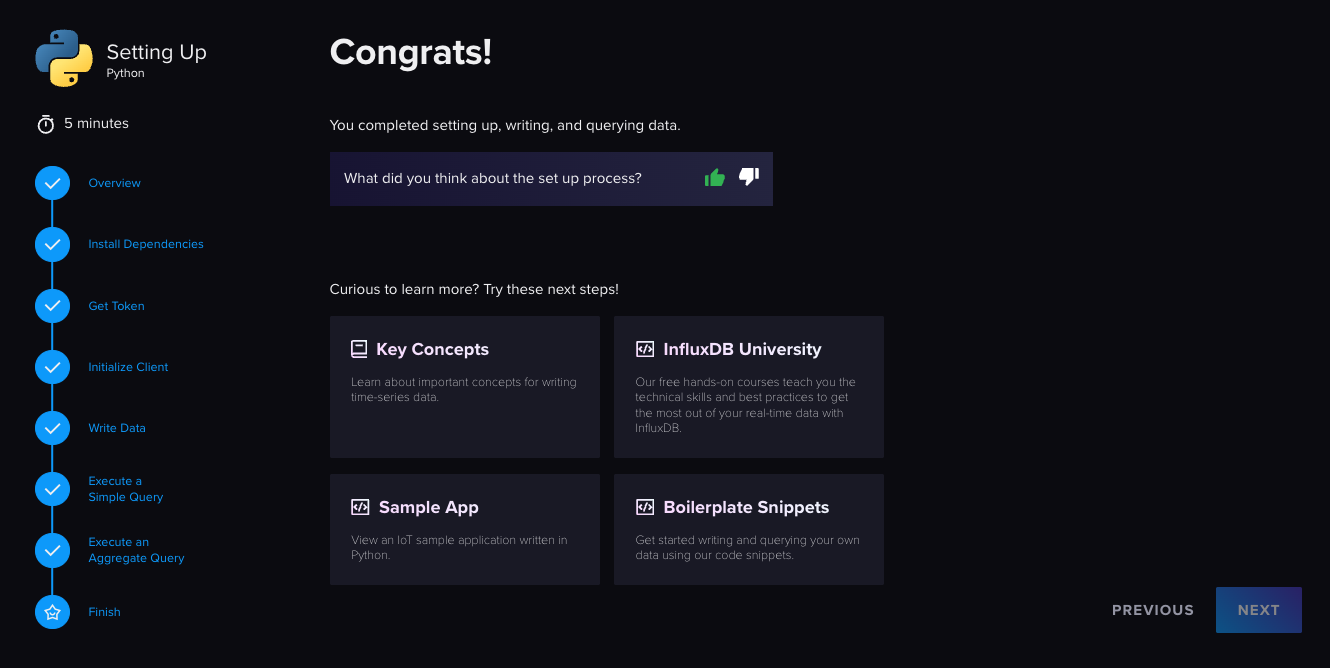 Setting Up
Python
5 minutes
Overview
Install Dependencies
Get Token
Initialize Client
Write Data
Execute a
Simple Query
Execute an
Aggregate Query
Finish
Congrats!
You completed setting up, writing, and querying data.
What did you think about the set up process?
Curious to learn more? Try these next steps!
Key Concepts
Learn about important concepts for writing
time-series data.
InfluxDB University
Our free hands-on courses teach you the
technical skills and best practices to get
the most out of your real-time data with
InfluxDB.
Sample App
View an IoT sample application written in
Python.
Boilerplate Snippets
Get started writing and querying your own
data using our code snippets.
PREVIOUS
NEXT